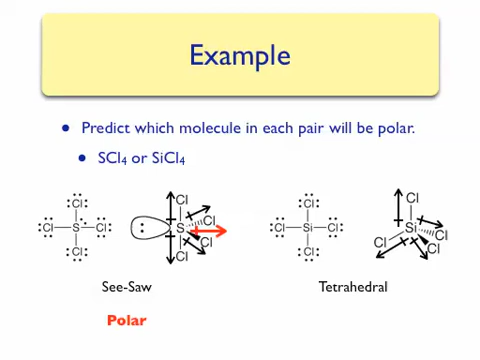 Example
• Predict which molecule in each pair will be polar.
• SCl4 or SiCl4
Cl
Cl S Cl
Cl
Cl
S Cl
Cl
Cl
Cl
Cl Si Cl
Cl
Cl
Si
Cl Cl
Cl
See-Saw
Tetrahedral
Polar